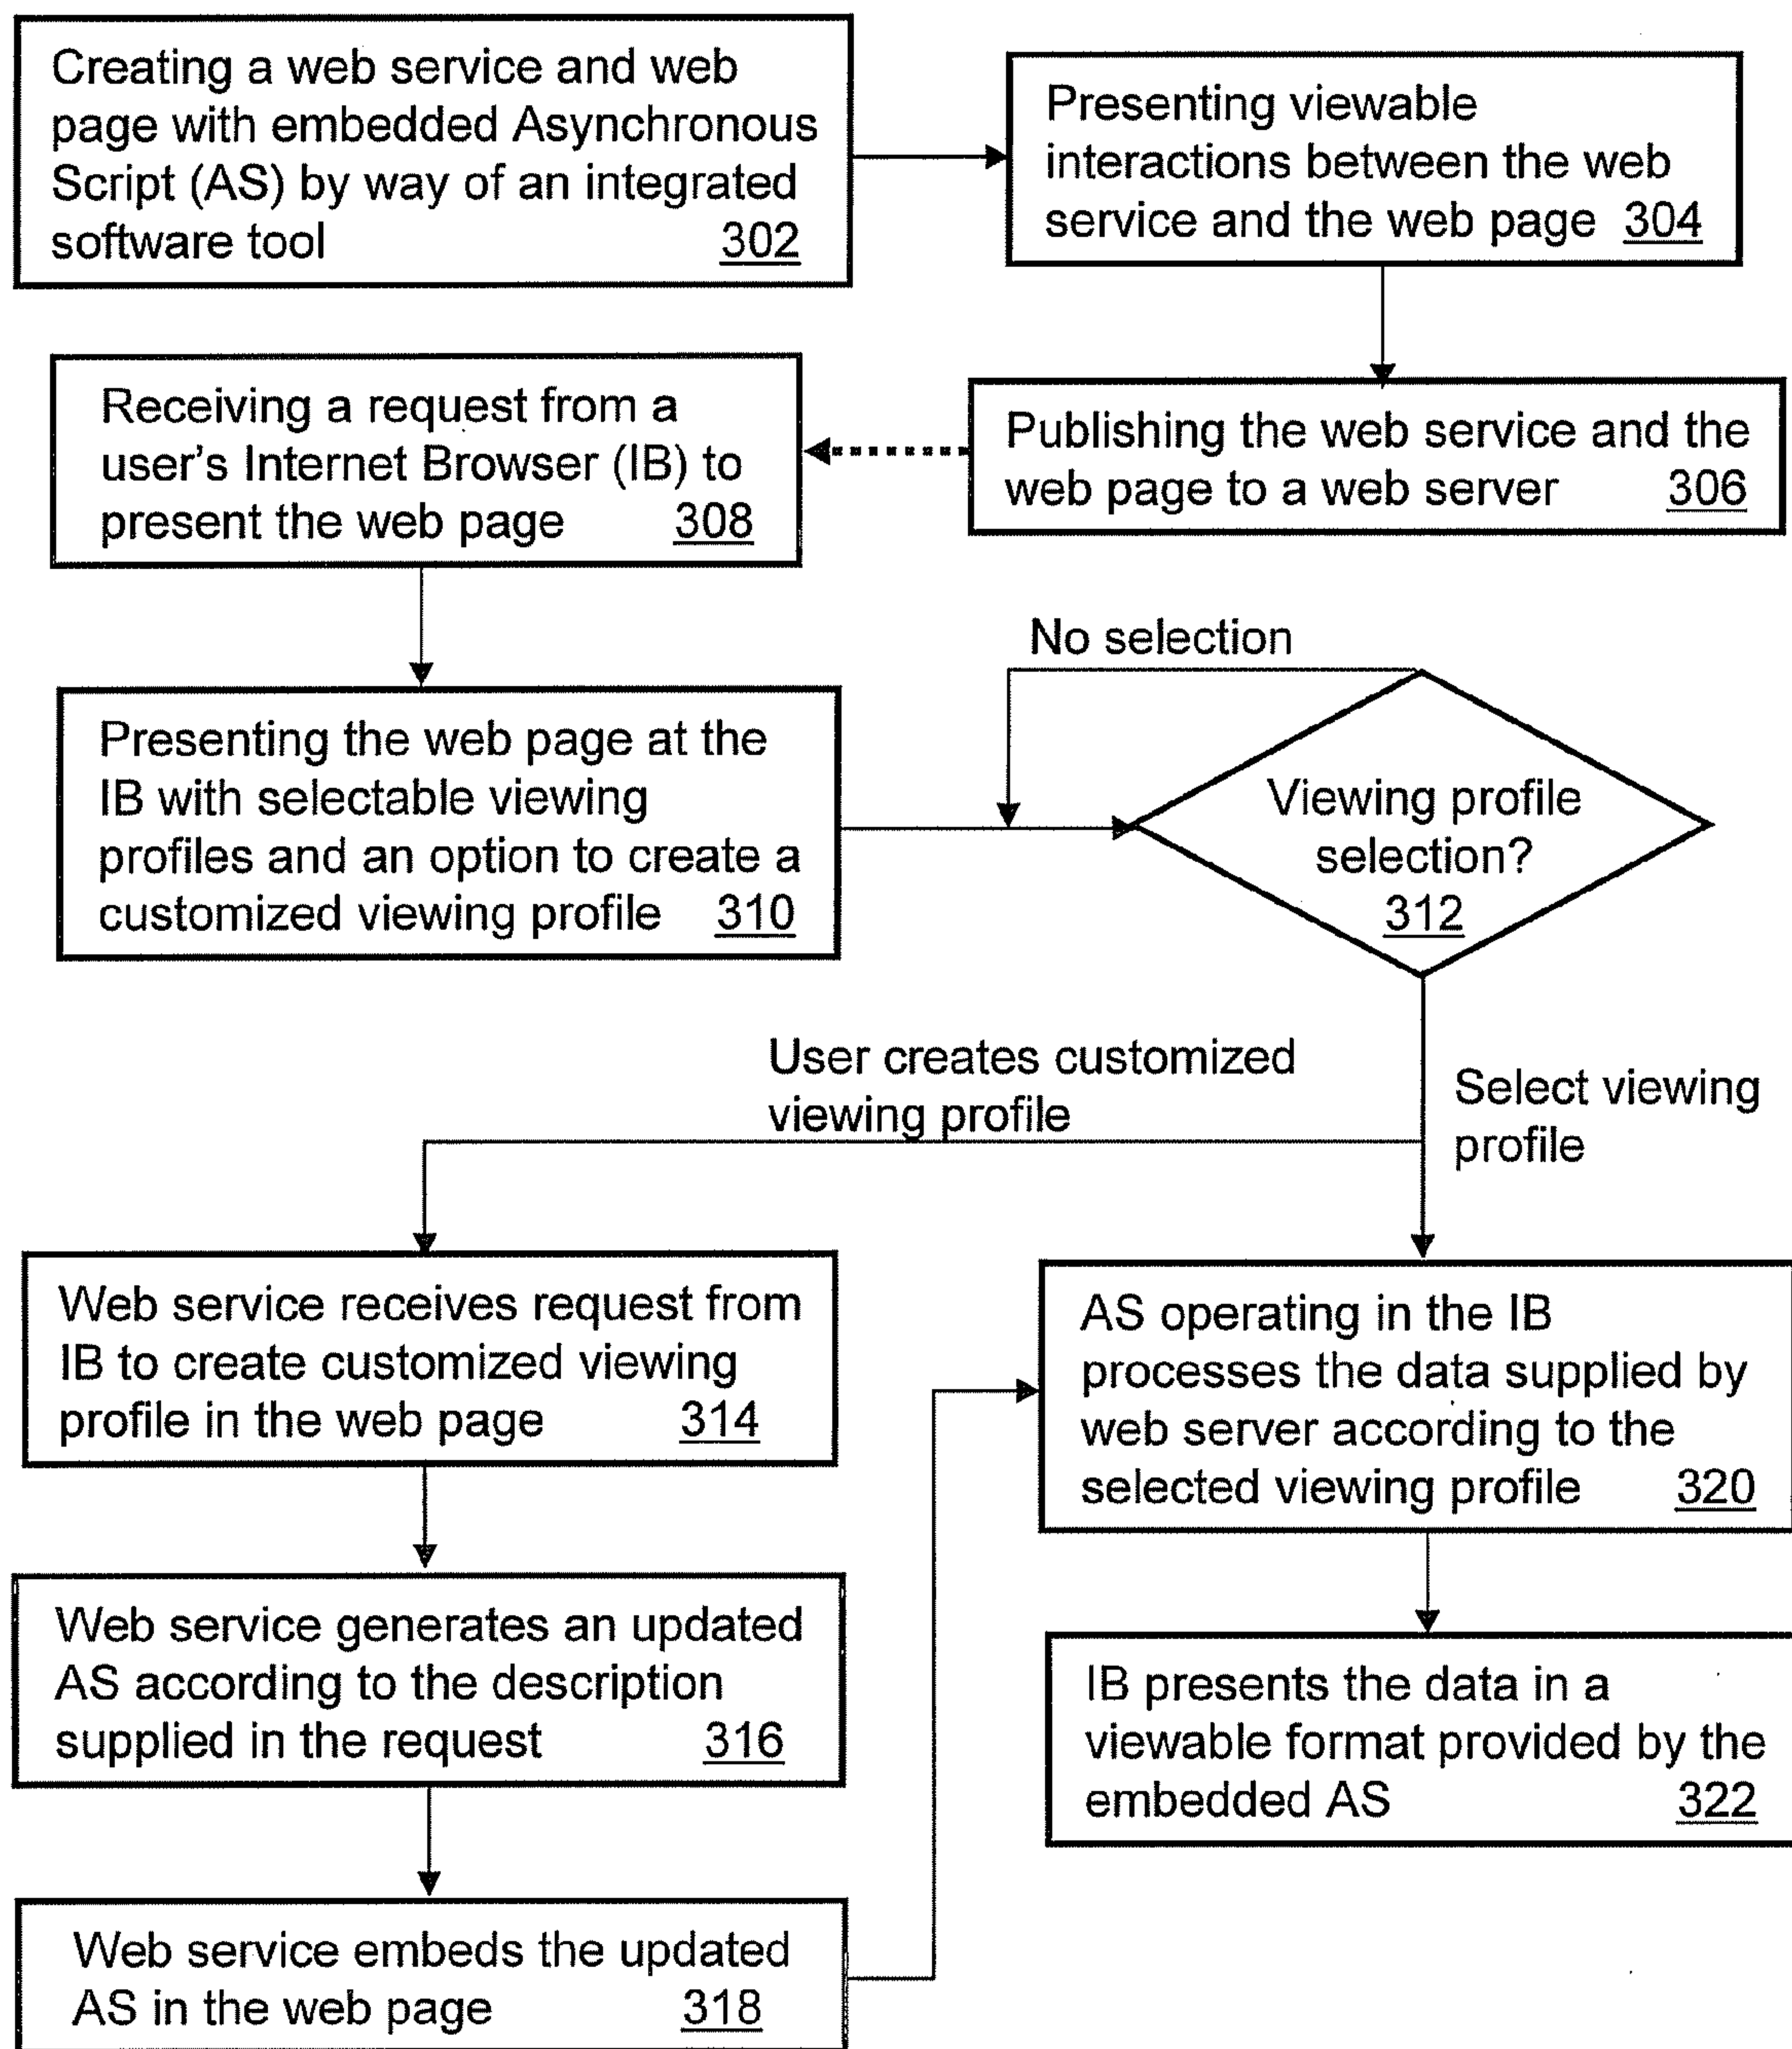 Creating a web service and web
page with embedded Asynchronous
Script (AS) by way of an integrated
software tool 302
Presenting viewable
interactions between the web
service and the web page 304
Publishing the web service and the
web page to a web server 306
Receiving a request from a
user's Internet Browser (IB) to
present the web page 308
Presenting the web page at the
IB with selectable viewing
profiles and an option to create a
customized viewing profile 310
No selection
Viewing profile
selection?
312
User creates customized
viewing profile
Select viewing
profile
Web service receives request from
IB to create customized viewing
profile in the web page 314
Web service generates an updated
AS according to the description
supplied in the request 316
Web service embeds the updated
AS in the web page 318
AS operating in the IB
processes the data supplied by
web server according to the
selected viewing profile 320
IB presents the data in a
viewable format provided by the
embedded AS 322